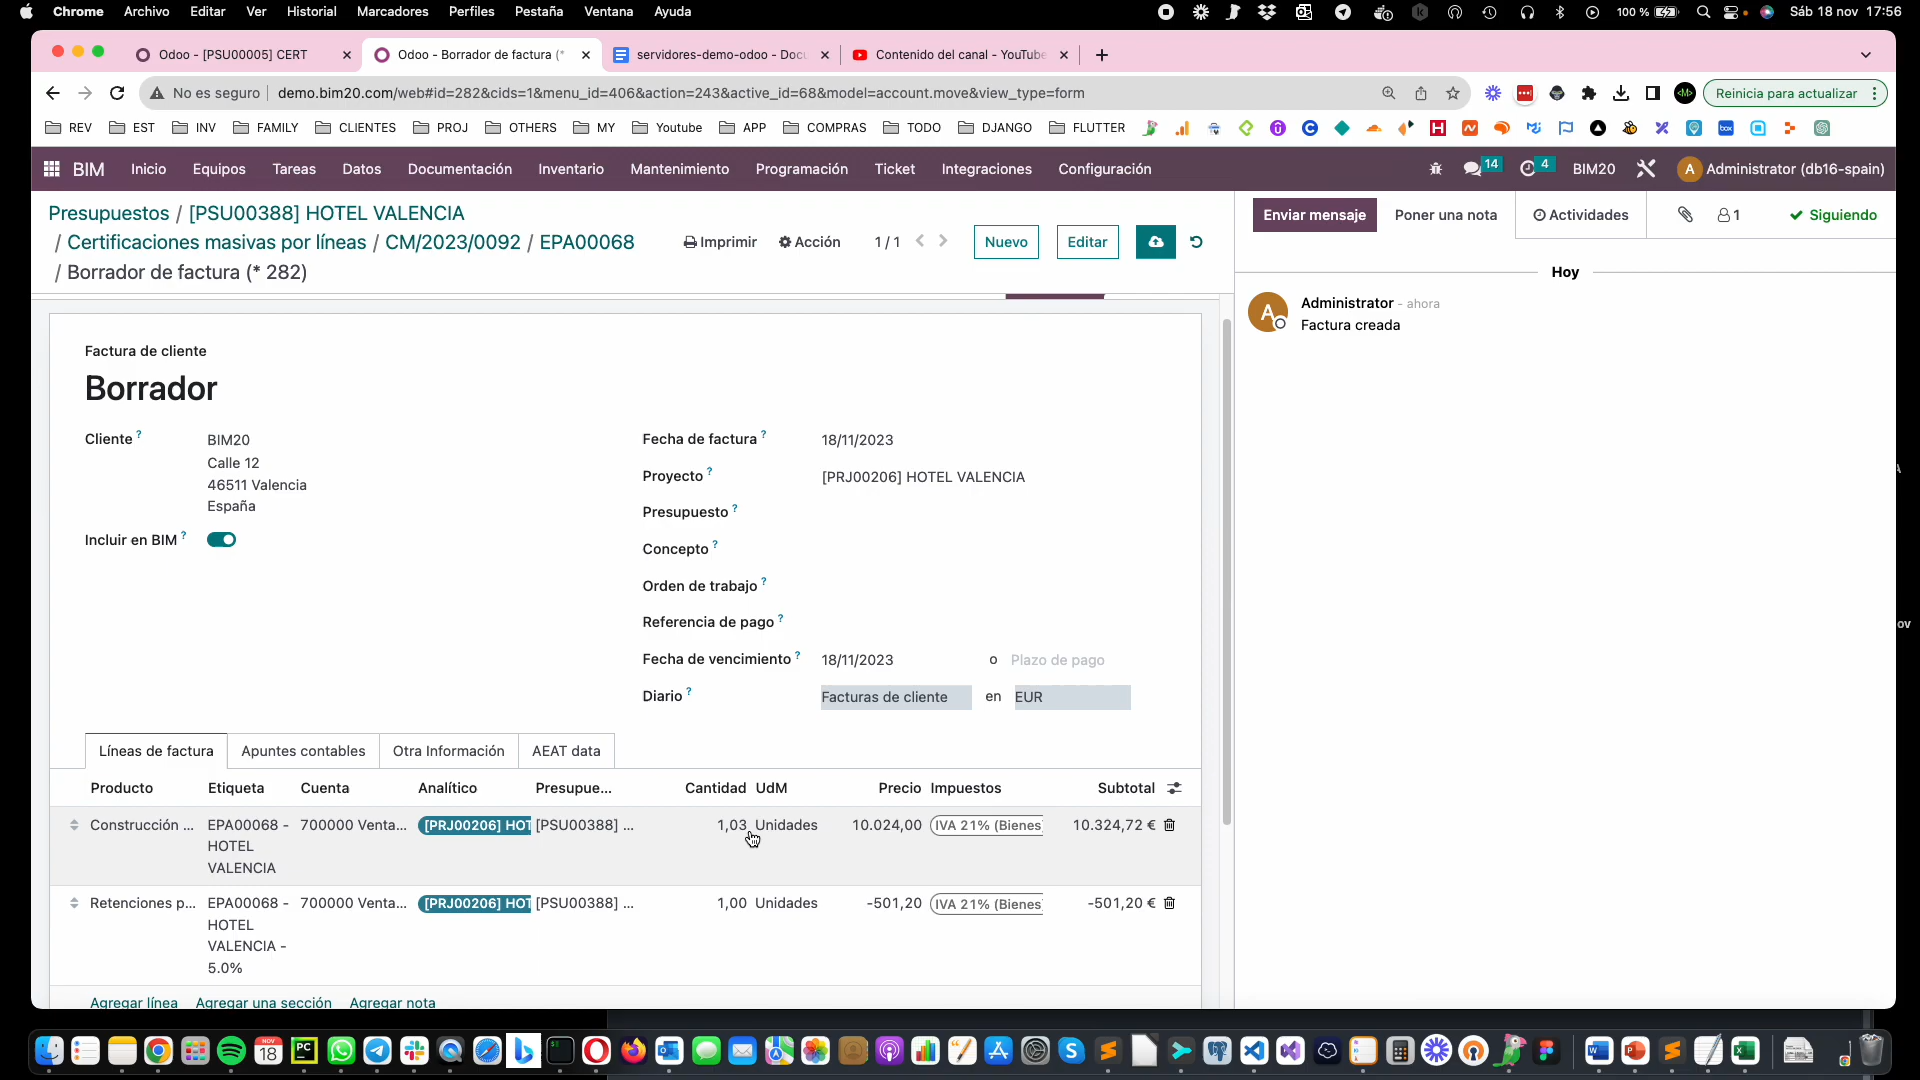 Chrome Archivo Editar Ver Historial Marcadores Perfiles Pestaña Ventana Ayuda 100 % Sáb 18 nov 17:56
Odoo - [PSU00005] CERT Odoo - Borrador de factura (* servidores-demo-odoo - Docu Contenido del canal - YouTube
No es seguro demo.bim20.com/web#id=282&cids=1&menu_id=406&action=243&active_id=68&model=account.move&view_type=form Reinicia para actualizar
REV EST INV FAMILY CLIENTES PROJ OTHERS MY Youtube APP COMPRAS TODO DJANGO FLUTTER
BIM Inicio Equipos Tareas Datos Documentación Inventario Mantenimiento Programación Ticket Integraciones Configuración 14 4 BIM20 A Administrator (db16-spain)
Presupuestos / [PSU00388] HOTEL VALENCIA
/ Certificaciones masivas por líneas / CM/2023/0092 / EPA00068
/ Borrador de factura (* 282)
Imprimir Acción 1 / 1 Nuevo Editar
Enviar mensaje Poner una nota Actividades 1 Siguiendo
Hoy
A Administrator - ahora
Factura creada
Factura de cliente
Borrador
Cliente ? BIM20
Calle 12
46511 Valencia
España
Incluir en BIM ?
Fecha de factura ? 18/11/2023
Proyecto ? [PRJ00206] HOTEL VALENCIA
Presupuesto ?
Concepto ?
Orden de trabajo ?
Referencia de pago ?
Fecha de vencimiento ? 18/11/2023 o Plazo de pago
Diario ? Facturas de cliente en EUR
Líneas de factura Apuntes contables Otra Información AEAT data
Producto Etiqueta Cuenta Analítico Presupue... Cantidad UdM Precio Impuestos Subtotal
Construcción ... EPA00068 - 700000 Venta... [PRJ00206] HOT [PSU00388] ... 1,03 Unidades 10.024,00 IVA 21% (Bienes 10.324,72 €
HOTEL
VALENCIA
Retenciones p... EPA00068 - 700000 Venta... [PRJ00206] HOT [PSU00388] ... 1,00 Unidades -501,20 IVA 21% (Bienes -501,20 €
HOTEL
VALENCIA -
5.0%
Agregar línea Agregar una sección Agregar nota
ov
NOV
18
PC